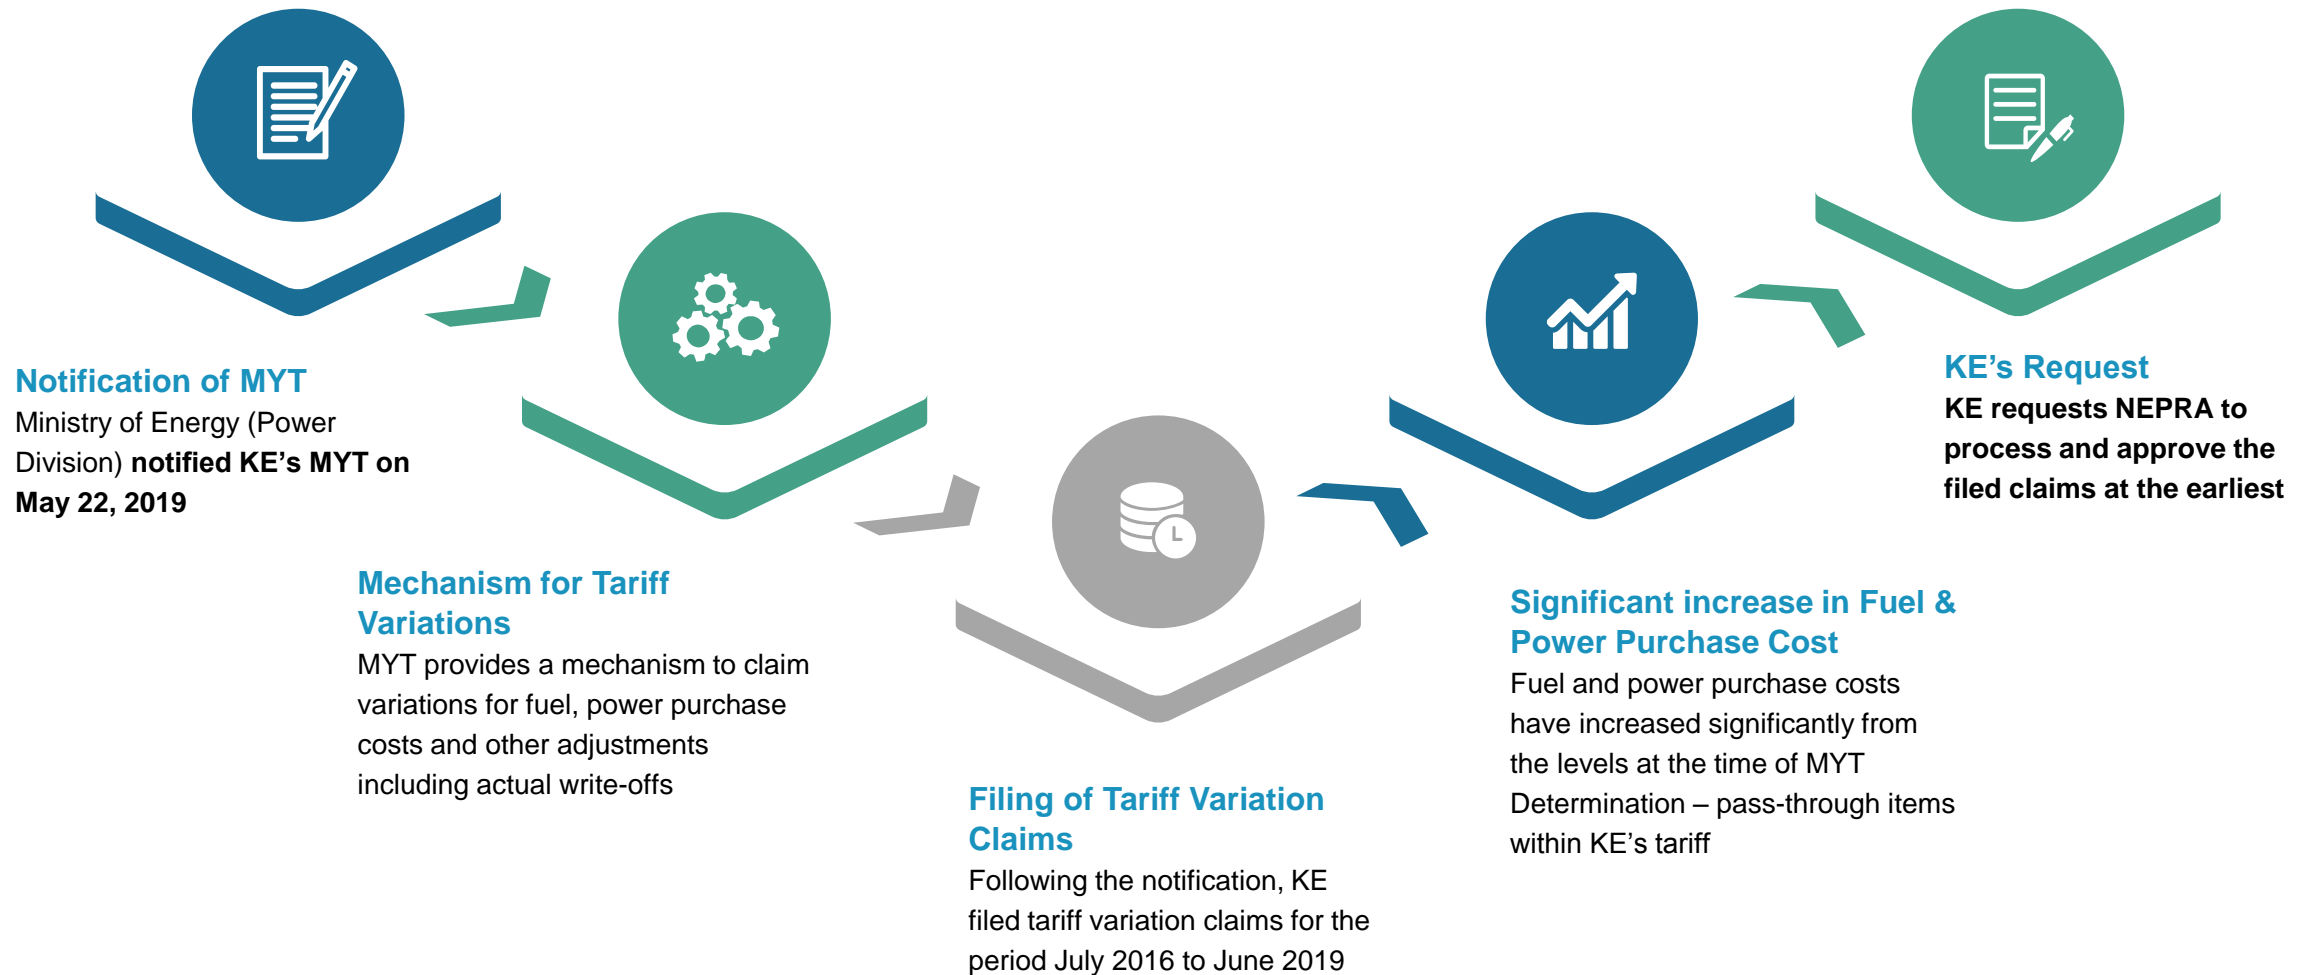 Notification of MYT
Ministry of Energy (Power
Division) notified KE’s MYT on
May 22, 2019
Mechanism for Tariff
Variations
MYT provides a mechanism to claim
variations for fuel, power purchase
costs and other adjustments
including actual write-offs
Filing of Tariff Variation
Claims
Following the notification, KE
filed tariff variation claims for the
period July 2016 to June 2019
Significant increase in Fuel &
Power Purchase Cost
Fuel and power purchase costs
have increased significantly from
the levels at the time of MYT
Determination – pass-through items
within KE’s tariff
KE’s Request
KE requests NEPRA to
process and approve the
filed claims at the earliest